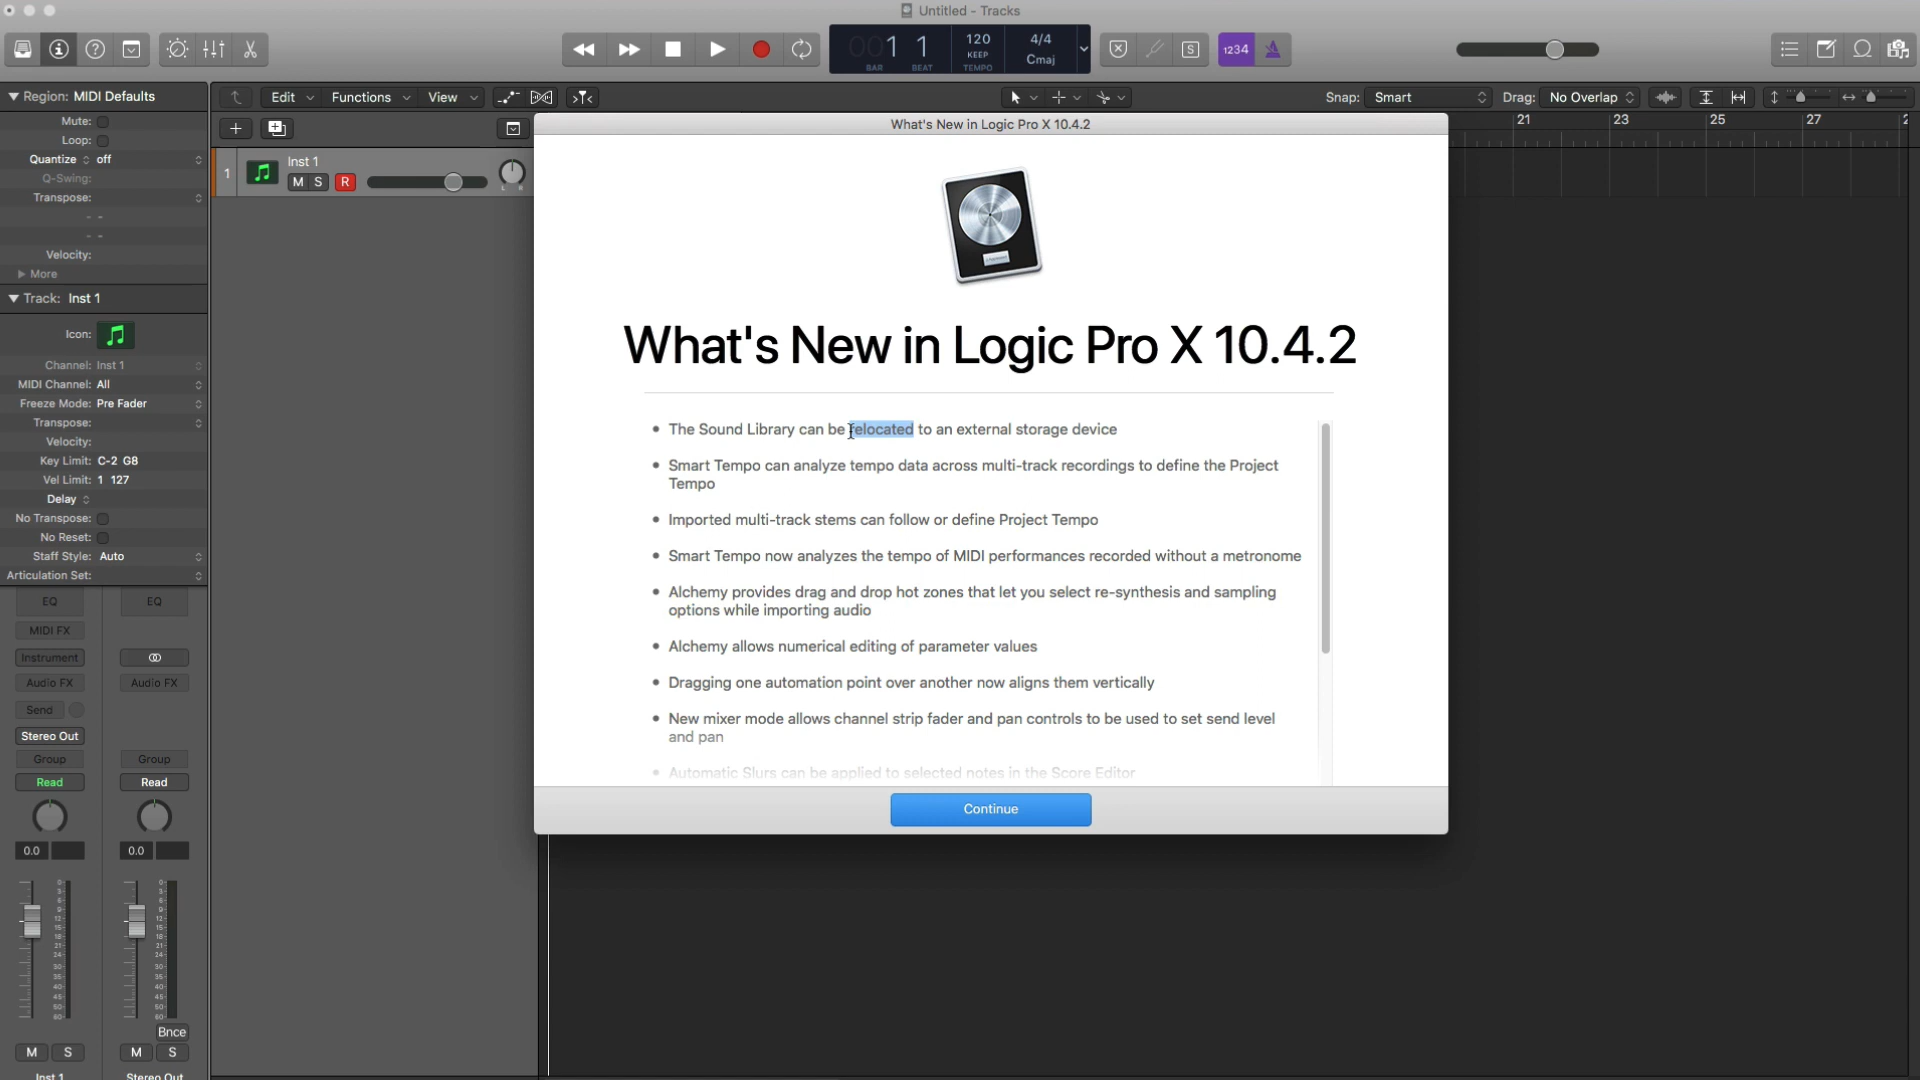 Untitled - Tracks
001 1
BAR BEAT
120
KEEP
TEMPO
4/4
Cmaj
S
1234
Region: MIDI Defaults
Edit
Functions
View
Snap: Smart
Drag: No Overlap
Mute:
Loop:
Quantize off
Q-Swing:
Transpose:
- -
- -
Velocity:
More
Track: Inst 1
Icon:
Channel: Inst 1
MIDI Channel: All
Freeze Mode: Pre Fader
Transpose:
Velocity:
Key Limit: C-2 G8
Vel Limit: 1 127
Delay
No Transpose:
No Reset:
Staff Style: Auto
Articulation Set:
EQ EQ
MIDI FX
Instrument
Audio FX Audio FX
Send
Stereo Out
Group Group
Read Read
0.0 0.0
Bnce
M S M S
Inst 1 Stereo Out
1 Inst 1
M S R
L R
21 23 25 27
What's New in Logic Pro X 10.4.2
What's New in Logic Pro X 10.4.2
• The Sound Library can be relocated to an external storage device
• Smart Tempo can analyze tempo data across multi-track recordings to define the Project
Tempo
• Imported multi-track stems can follow or define Project Tempo
• Smart Tempo now analyzes the tempo of MIDI performances recorded without a metronome
• Alchemy provides drag and drop hot zones that let you select re-synthesis and sampling
options while importing audio
• Alchemy allows numerical editing of parameter values
• Dragging one automation point over another now aligns them vertically
• New mixer mode allows channel strip fader and pan controls to be used to set send level
and pan
• Automatic Slurs can be applied to selected notes in the Score Editor
Continue